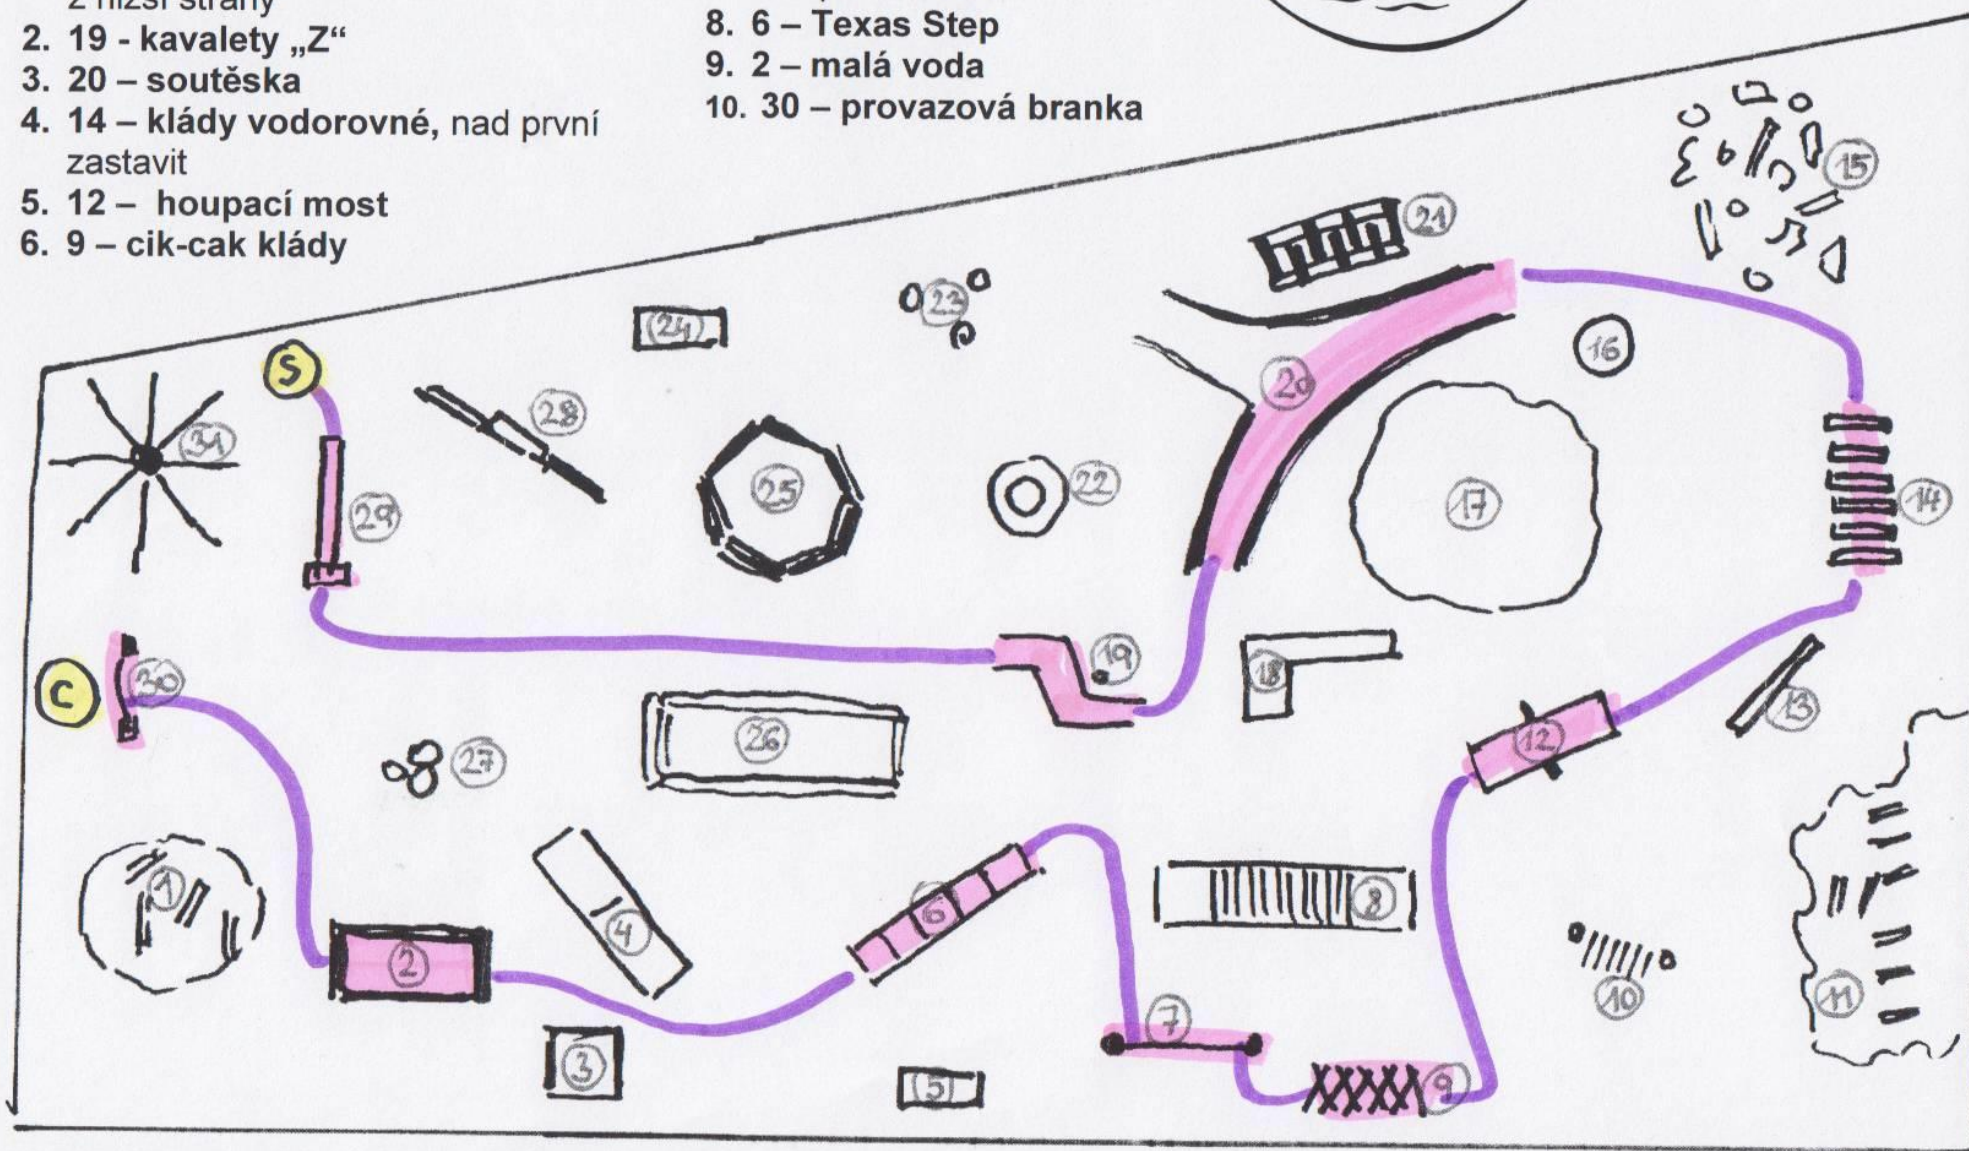 z nižší strany
2. 19 - kavalety „Z“
3. 20 – soutěska
4. 14 – klády vodorovné, nad první
zastavit
5. 12 – houpací most
6. 9 – cik-cak klády
8. 6 – Texas Step
9. 2 – malá voda
10. 30 – provazová branka
15
21
23
24
S
16
20
28
31
25
22
17
14
29
19
18
C
30
13
12
26
27
1
8
6
4
2
10
11
7
3
5
9